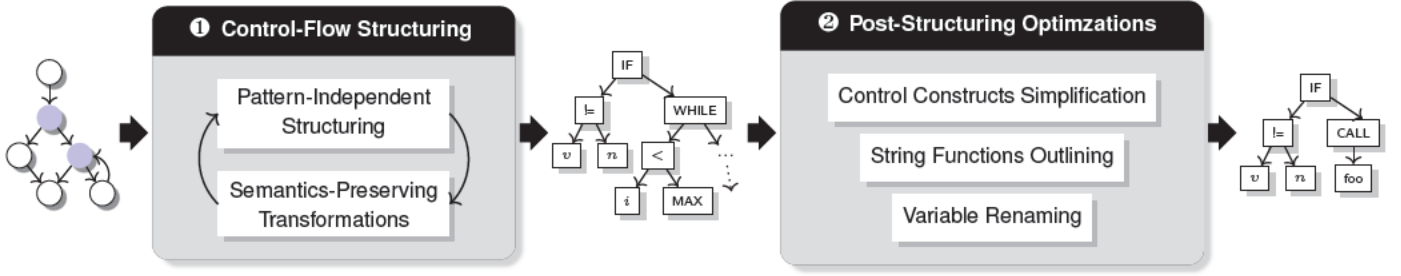 ❶ Control-Flow Structuring
Pattern-Independent
Structuring
Semantics-Preserving
Transformations
IF
!=
WHILE
v
n
<
...
i
MAX
❷ Post-Structuring Optimzations
Control Constructs Simplification
String Functions Outlining
Variable Renaming
IF
!=
CALL
v
n
foo